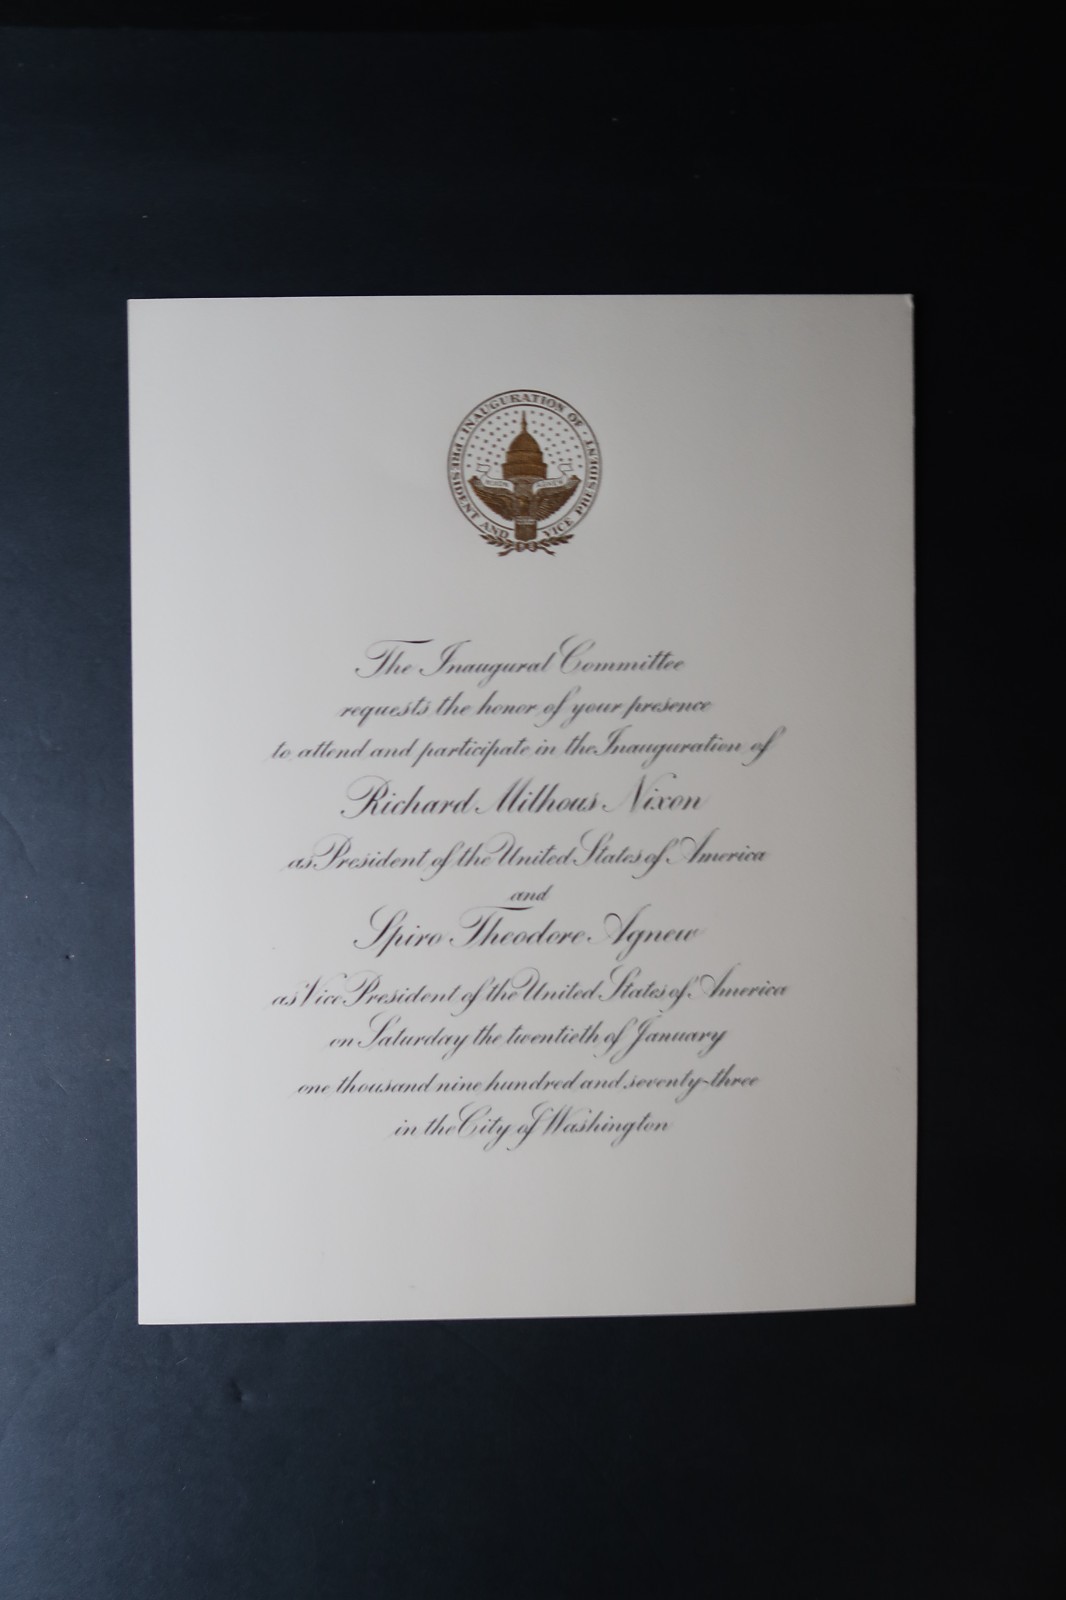 INAUGURATION OF
PRESIDENT AND VICE PRESIDENT
NIXON AGNEW
The Inaugural Committee
requests the honor of your presence
to attend and participate in the Inauguration of
Richard Milhous Nixon
as President of the United States of America
and
Spiro Theodore Agnew
as Vice President of the United States of America
on Saturday the twentieth of January
one thousand nine hundred and seventy-three
in the City of Washington